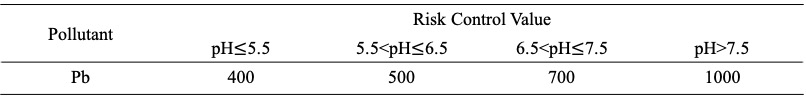 Pollutant Risk Control Value
pH≤5.5 5.5<pH≤6.5 6.5<pH≤7.5 pH>7.5
Pb 400 500 700 1000